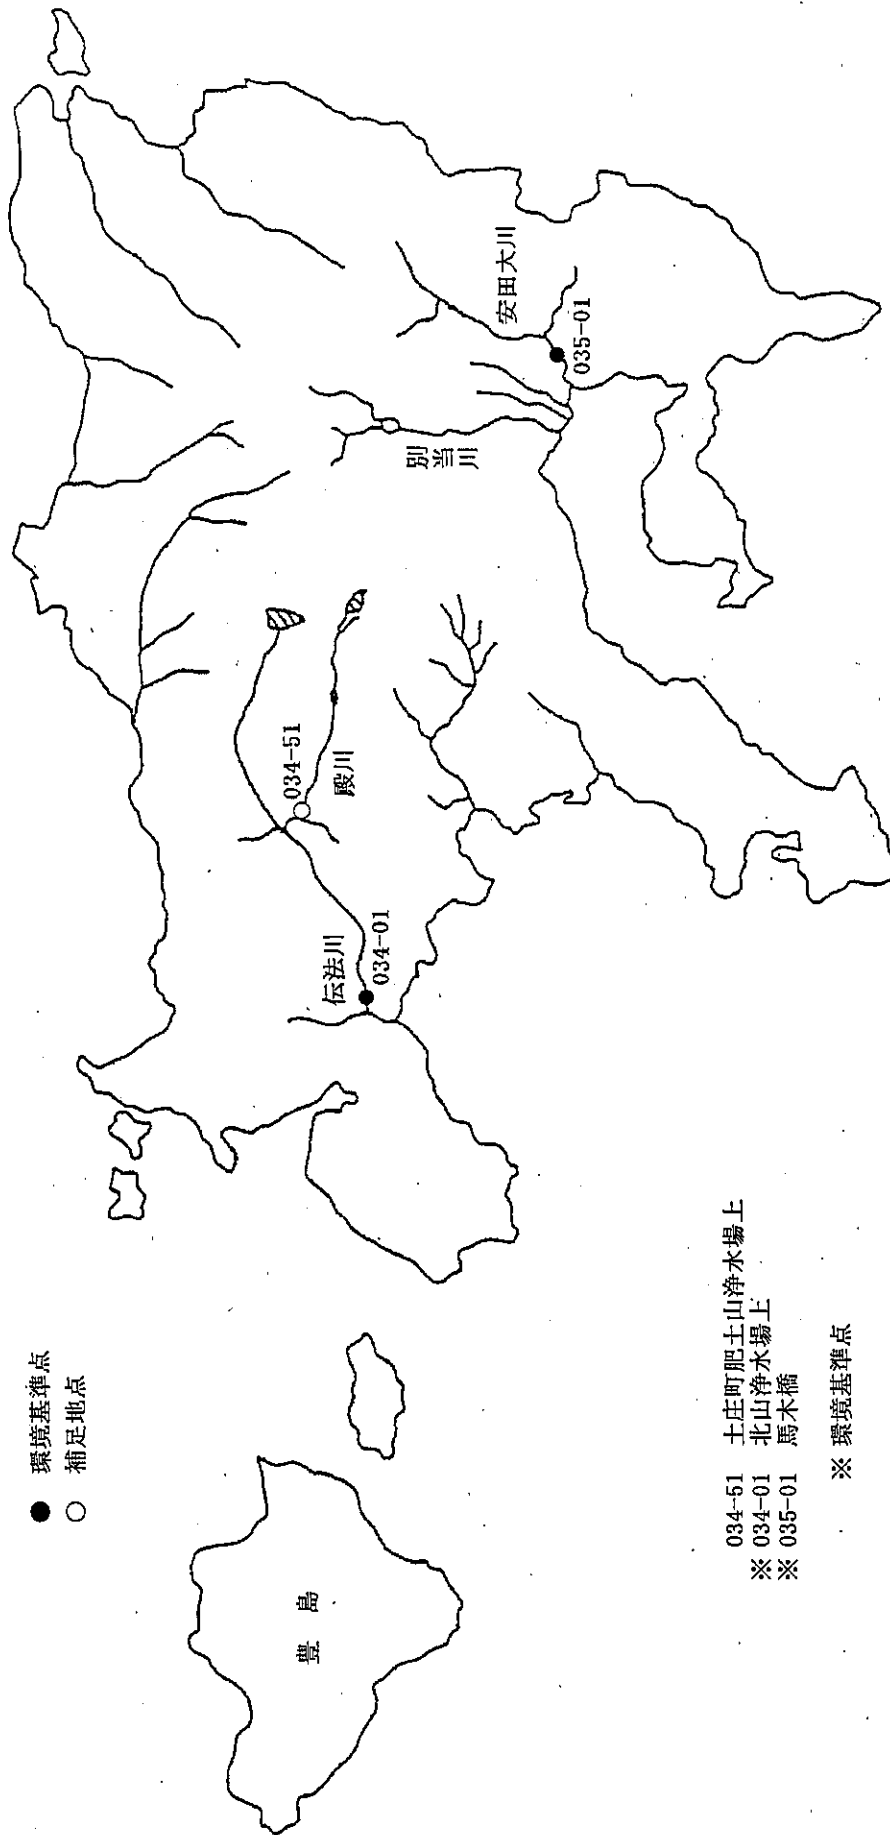 ● 環境基準点
○ 補足地点
豊島
伝法川
034-01
034-51
殿川
別当川
安田大川
035-01
034-51 土庄町肥土山浄水場上
※ 034-01 北山浄水場上
※ 035-01 馬木橋
※ 環境基準点